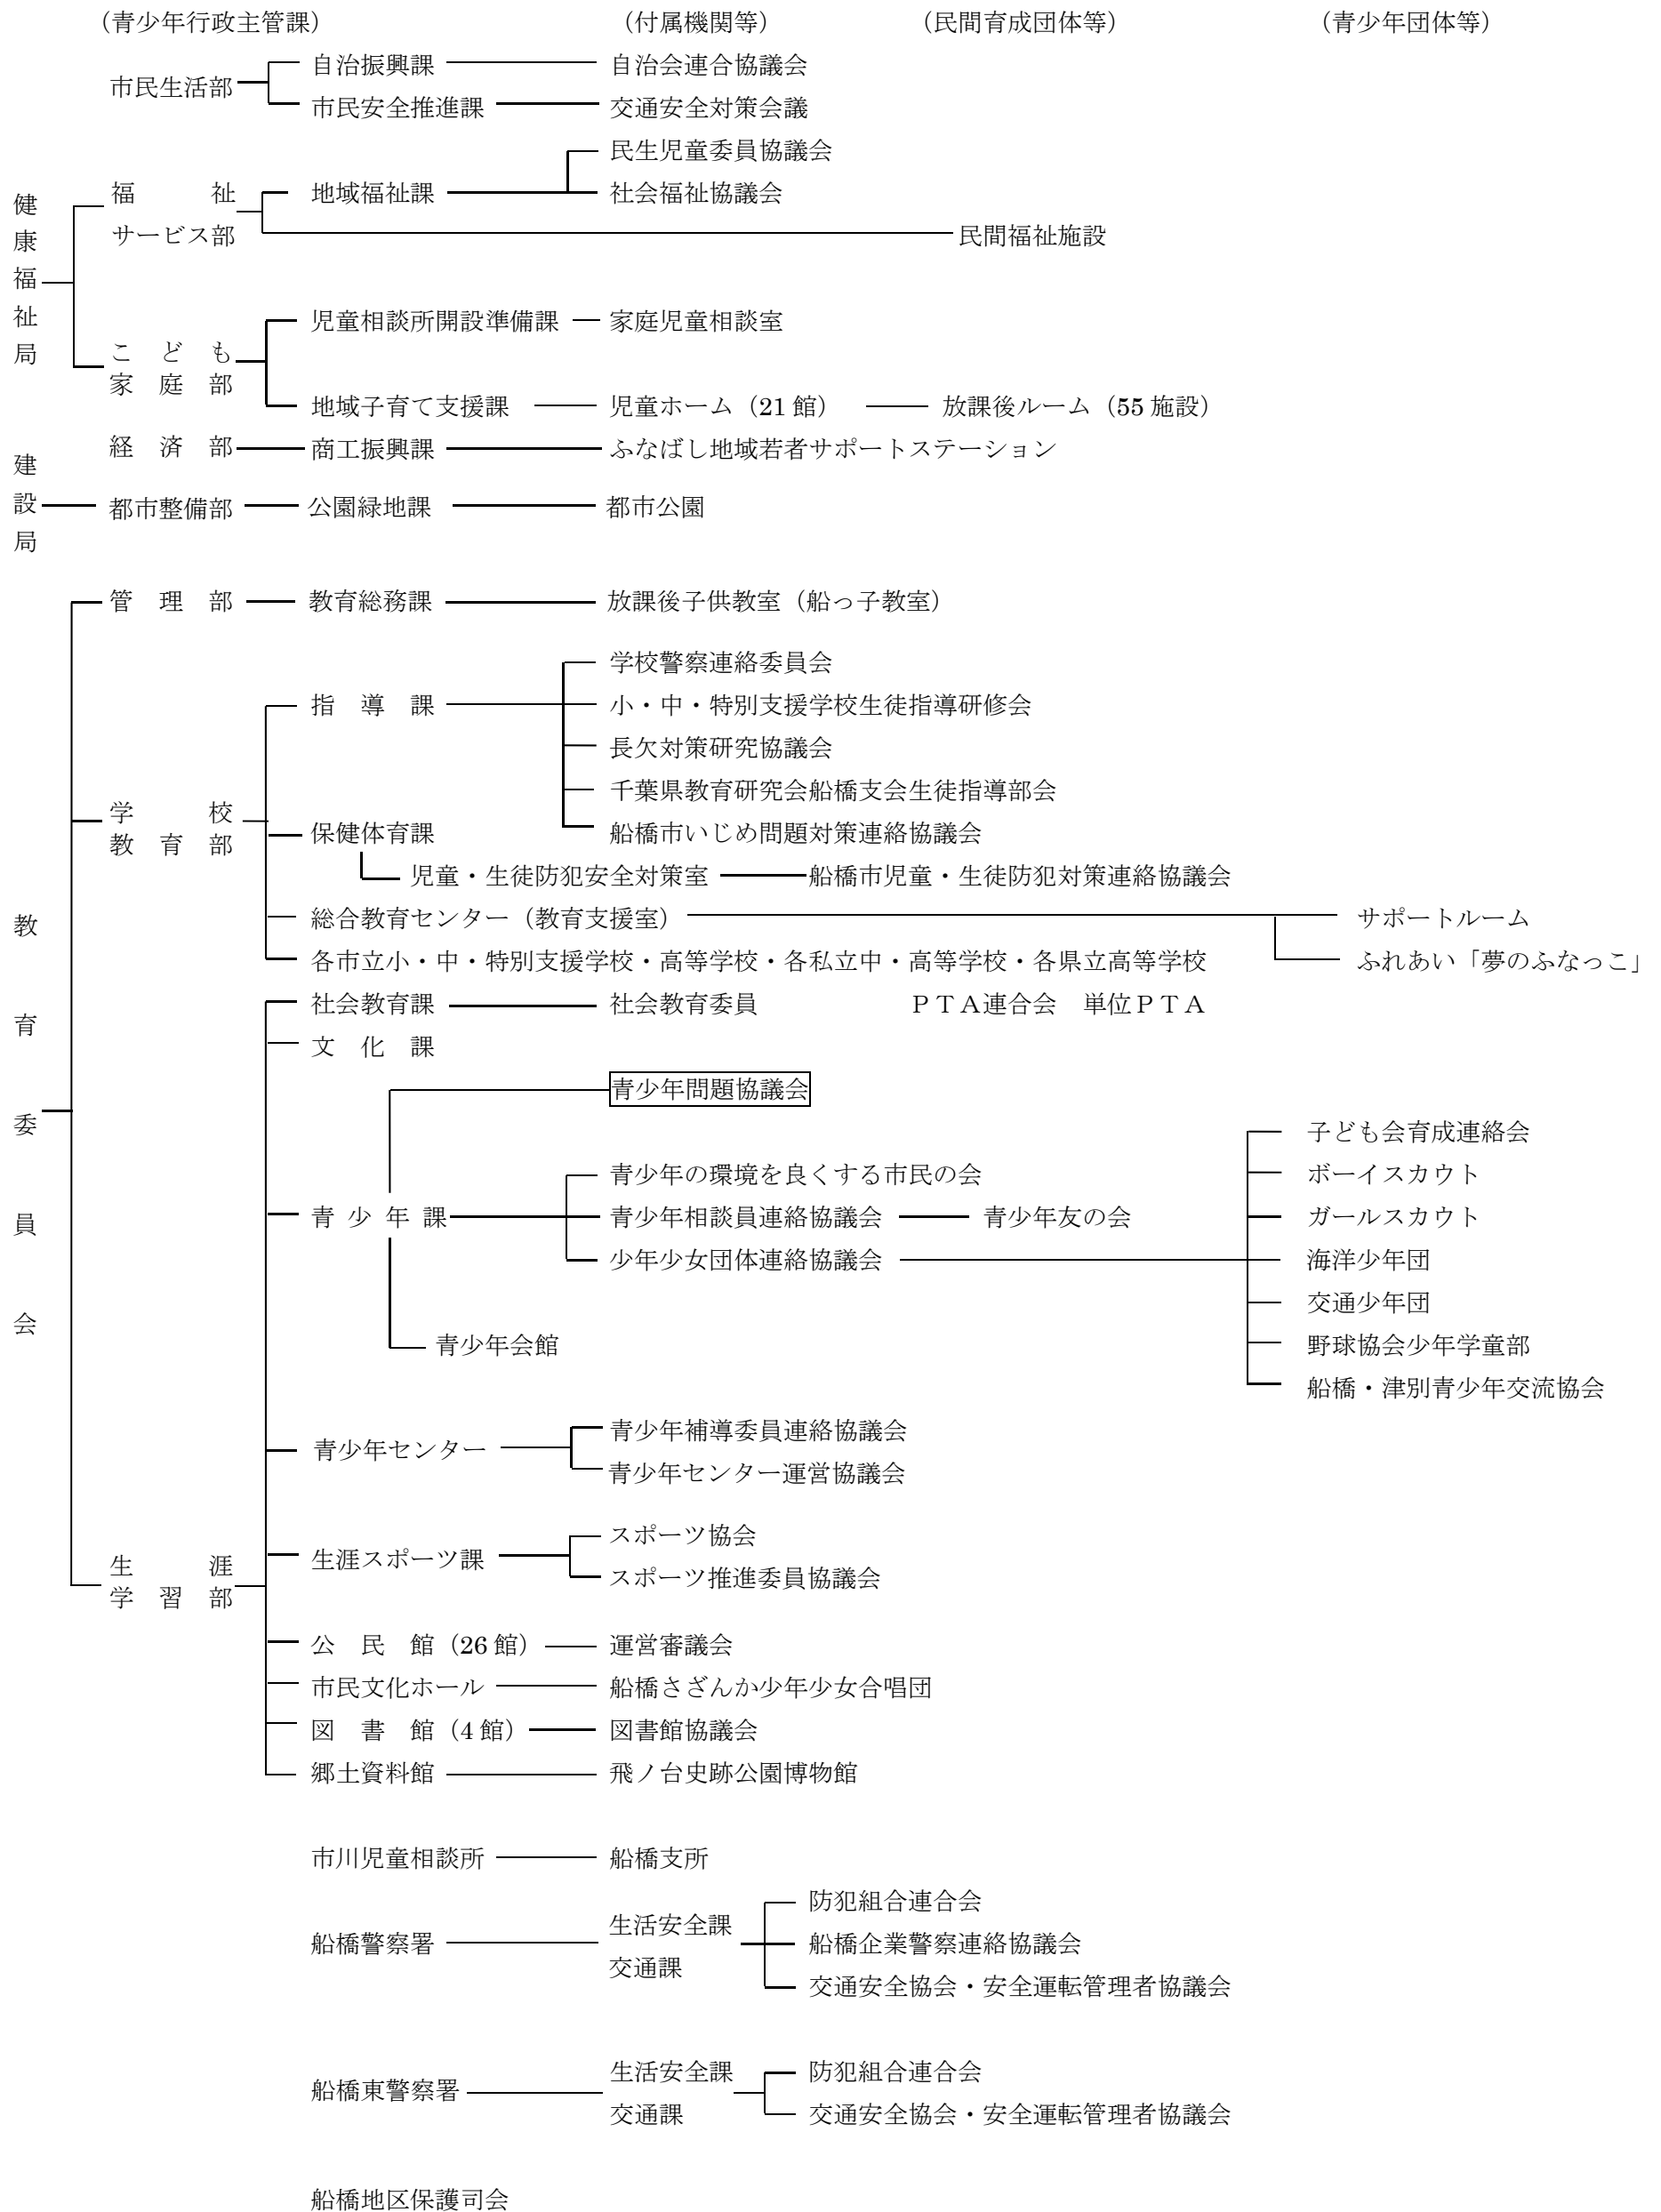 （青少年行政主管課） （付属機関等） （民間育成団体等） （青少年団体等）
市民生活部
自治振興課 自治会連合協議会
市民安全推進課 交通安全対策会議
健康福祉局
福祉
サービス部
民生児童委員協議会
地域福祉課 社会福祉協議会
民間福祉施設
こども
家庭部
児童相談所開設準備課 家庭児童相談室
地域子育て支援課 児童ホーム（21館） 放課後ルーム（55施設）
経済部 商工振興課 ふなばし地域若者サポートステーション
建設局
都市整備部 公園緑地課 都市公園
教育委員会
管理部 教育総務課 放課後子供教室（船っ子教室）
学校
教育部
学校警察連絡委員会
指導課 小・中・特別支援学校生徒指導研修会
長欠対策研究協議会
千葉県教育研究会船橋支会生徒指導部会
船橋市いじめ問題対策連絡協議会
保健体育課
児童・生徒防犯安全対策室 船橋市児童・生徒防犯対策連絡協議会
総合教育センター（教育支援室） サポートルーム
ふれあい「夢のふなっこ」
各市立小・中・特別支援学校・高等学校・各私立中・高等学校・各県立高等学校
生涯
学習部
社会教育課 社会教育委員 ＰＴＡ連合会 単位ＰＴＡ
文化課
青少年問題協議会
青少年の環境を良くする市民の会
青少年課 青少年相談員連絡協議会 青少年友の会
少年少女団体連絡協議会
子ども会育成連絡会
ボーイスカウト
ガールスカウト
海洋少年団
交通少年団
野球協会少年学童部
船橋・津別青少年交流協会
青少年会館
青少年センター
青少年補導委員連絡協議会
青少年センター運営協議会
生涯スポーツ課
スポーツ協会
スポーツ推進委員協議会
公民館（26館） 運営審議会
市民文化ホール 船橋さざんか少年少女合唱団
図書館（4館） 図書館協議会
郷土資料館 飛ノ台史跡公園博物館
市川児童相談所 船橋支所
船橋警察署
生活安全課
交通課
防犯組合連合会
船橋企業警察連絡協議会
交通安全協会・安全運転管理者協議会
船橋東警察署
生活安全課
交通課
防犯組合連合会
交通安全協会・安全運転管理者協議会
船橋地区保護司会